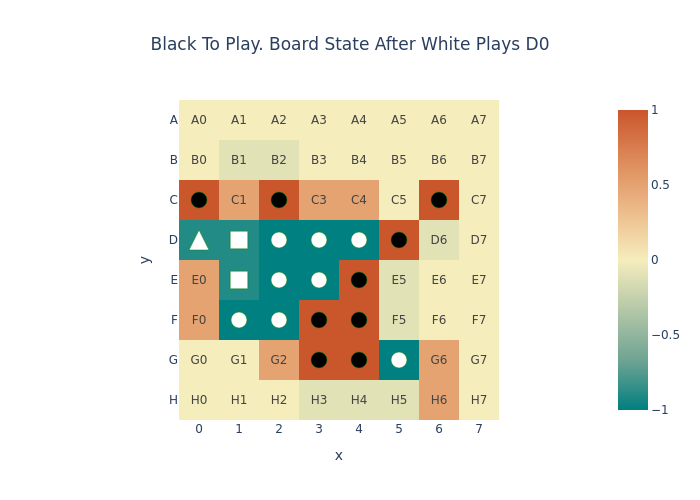 Black To Play. Board State After White Plays D0
A A0 A1 A2 A3 A4 A5 A6 A7
B B0 B1 B2 B3 B4 B5 B6 B7
C C1 C3 C4 C5 C7
D D6 D7
E E0 E5 E6 E7
F F0 F5 F6 F7
G G0 G1 G2 G6 G7
H H0 H1 H2 H3 H4 H5 H6 H7
0 1 2 3 4 5 6 7
x
y
1
0.5
0
−0.5
−1